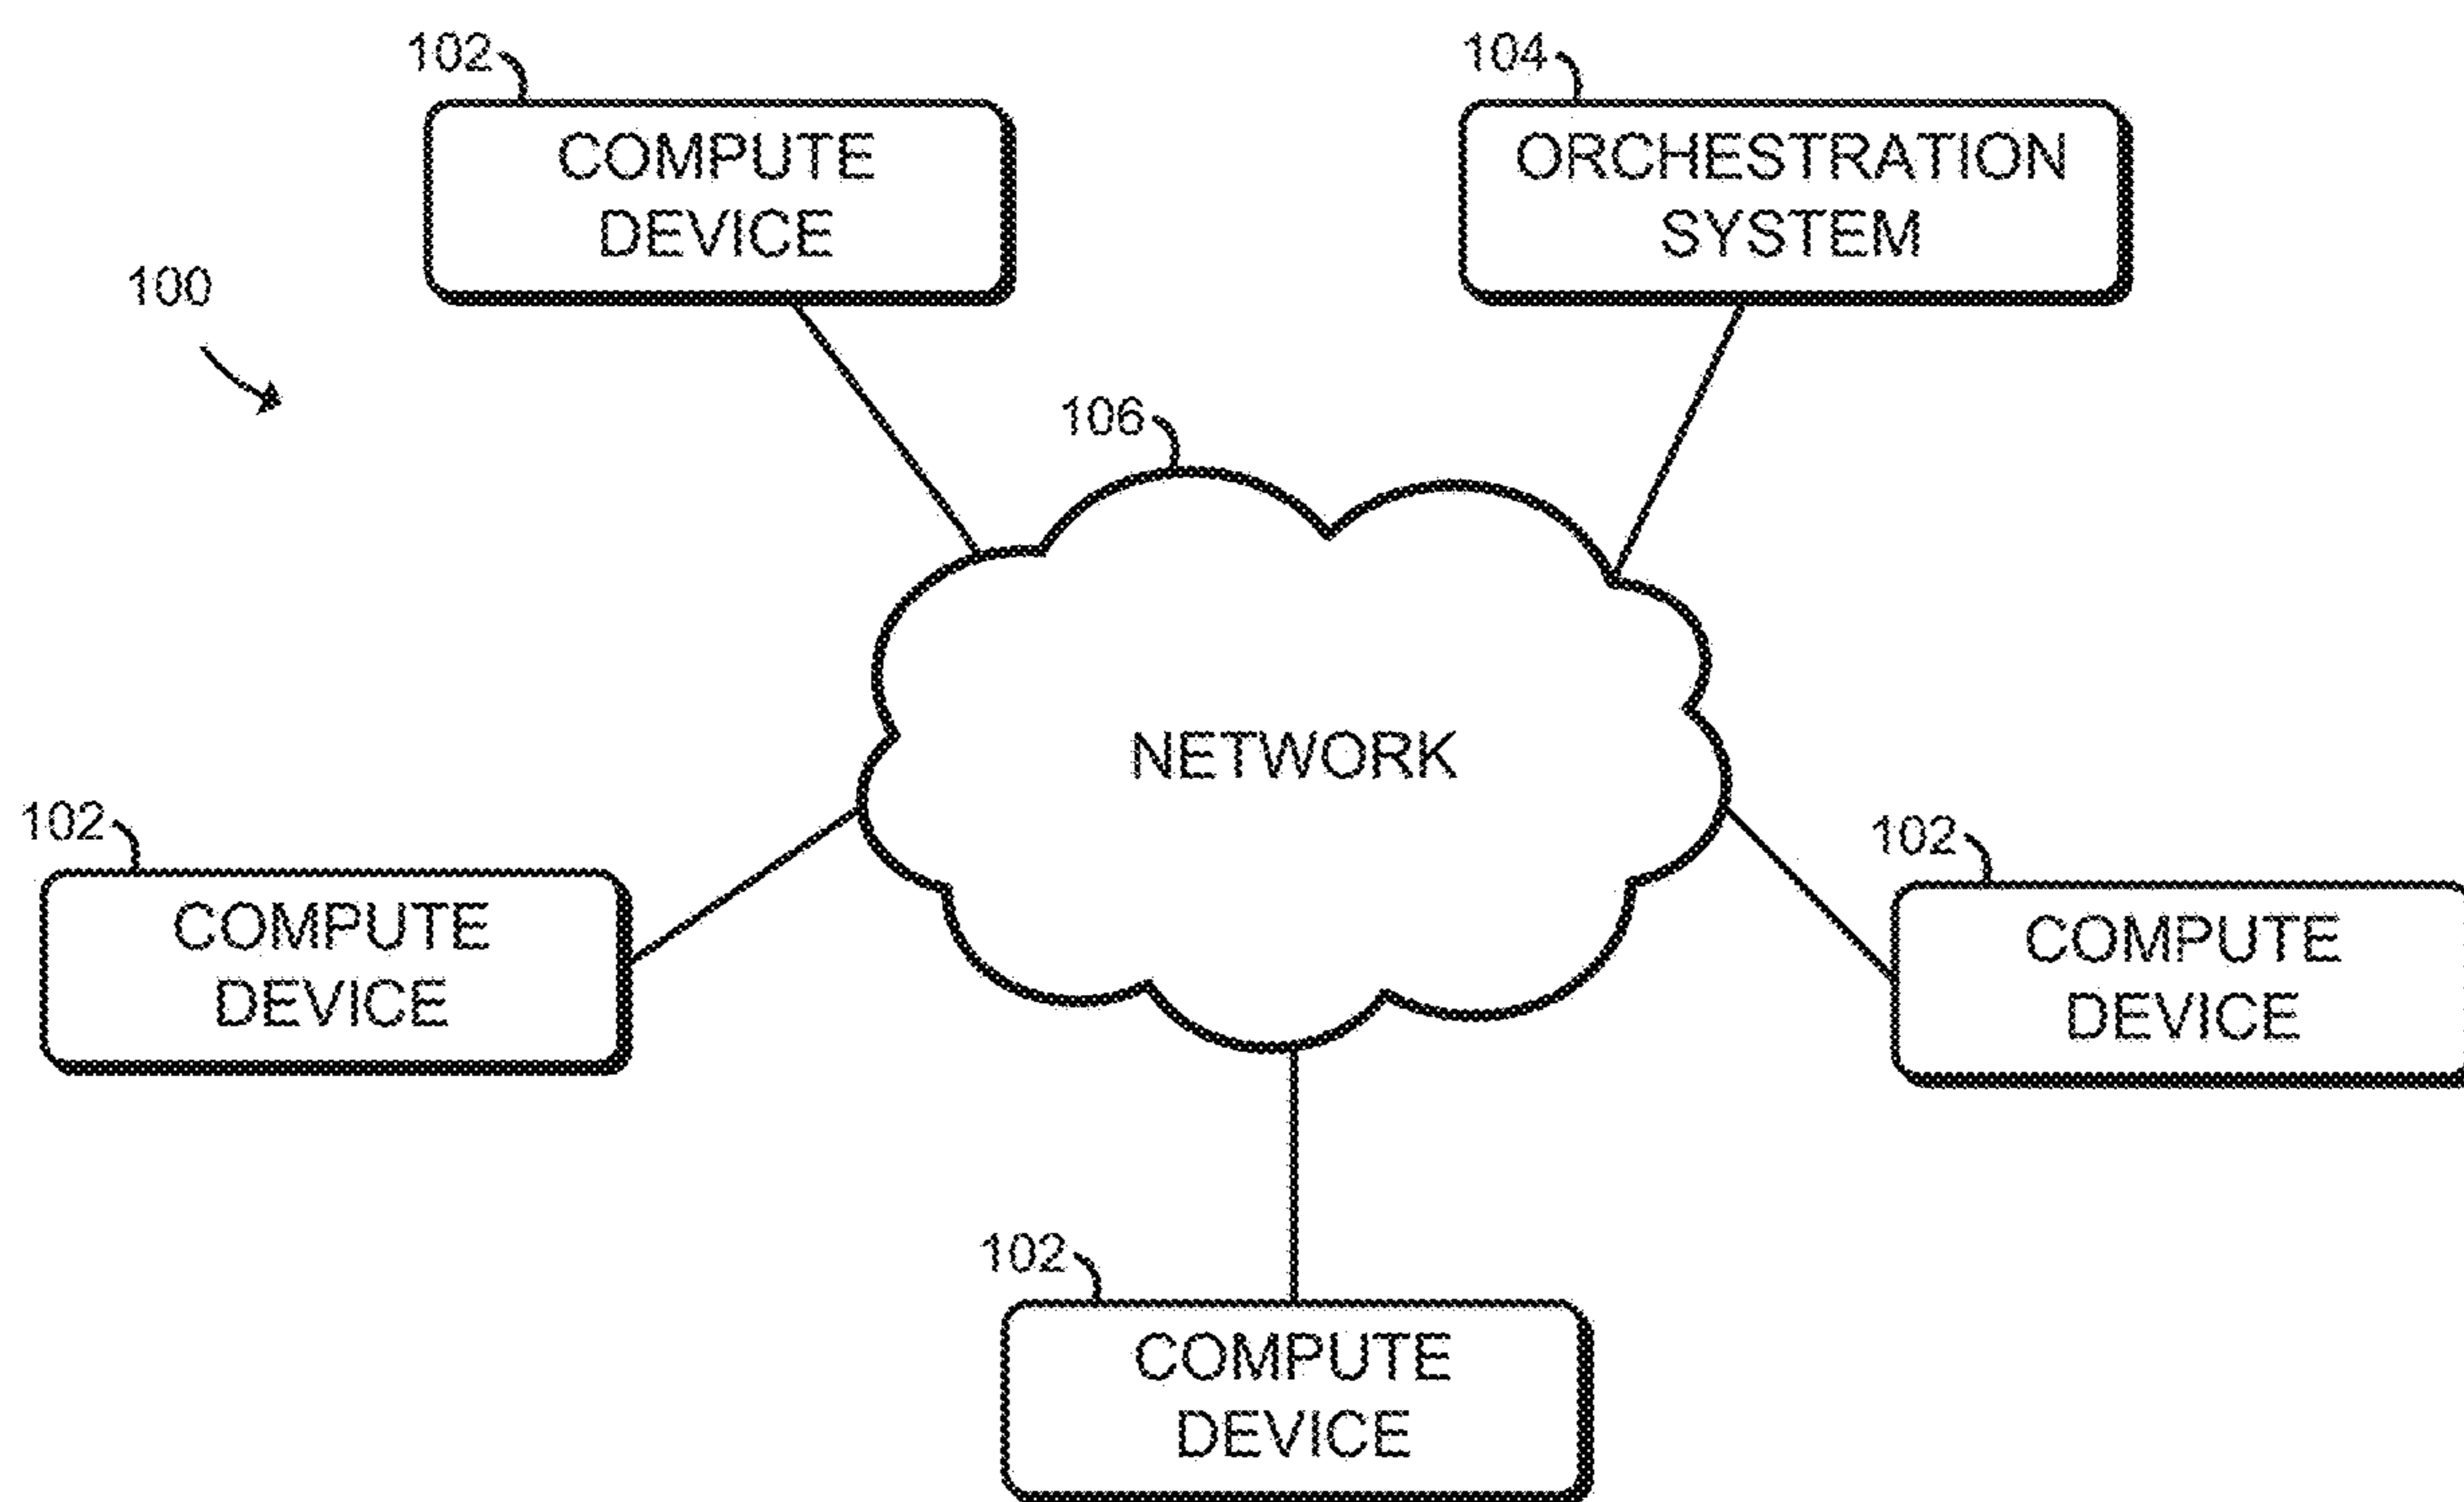 102
COMPUTE
DEVICE
104
ORCHESTRATION
SYSTEM
100
106
NETWORK
102
COMPUTE
DEVICE
102
COMPUTE
DEVICE
102
COMPUTE
DEVICE